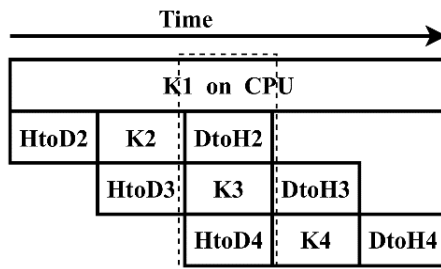 Time
K1 on CPU
HtoD2 K2 DtoH2
HtoD3 K3 DtoH3
HtoD4 K4 DtoH4